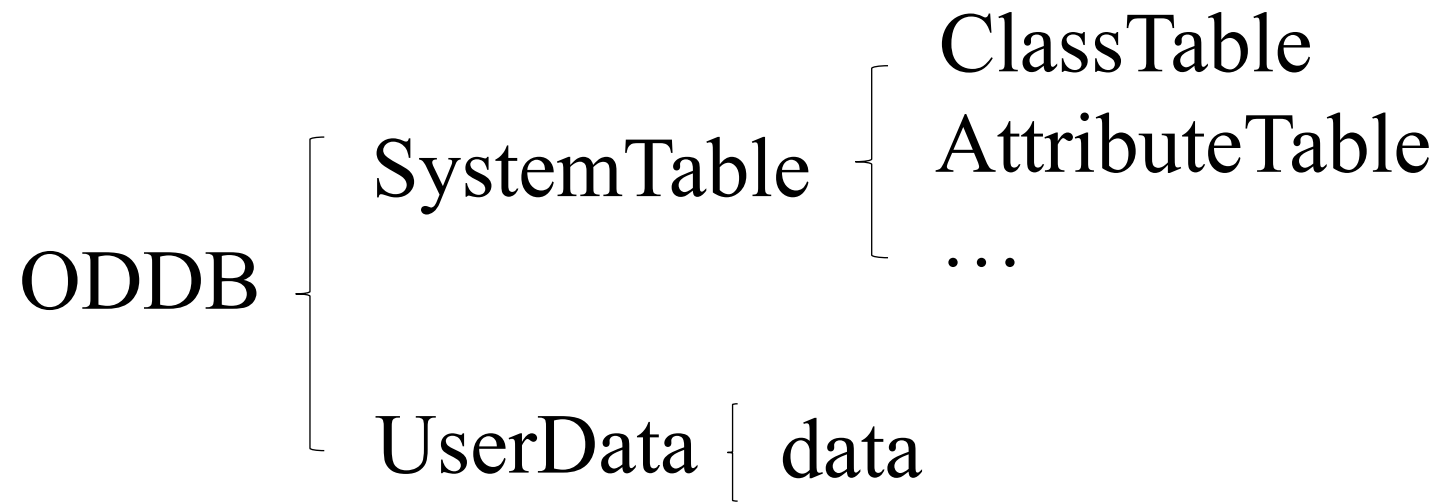 ODDB
SystemTable
ClassTable
AttributeTable
…
UserData
data